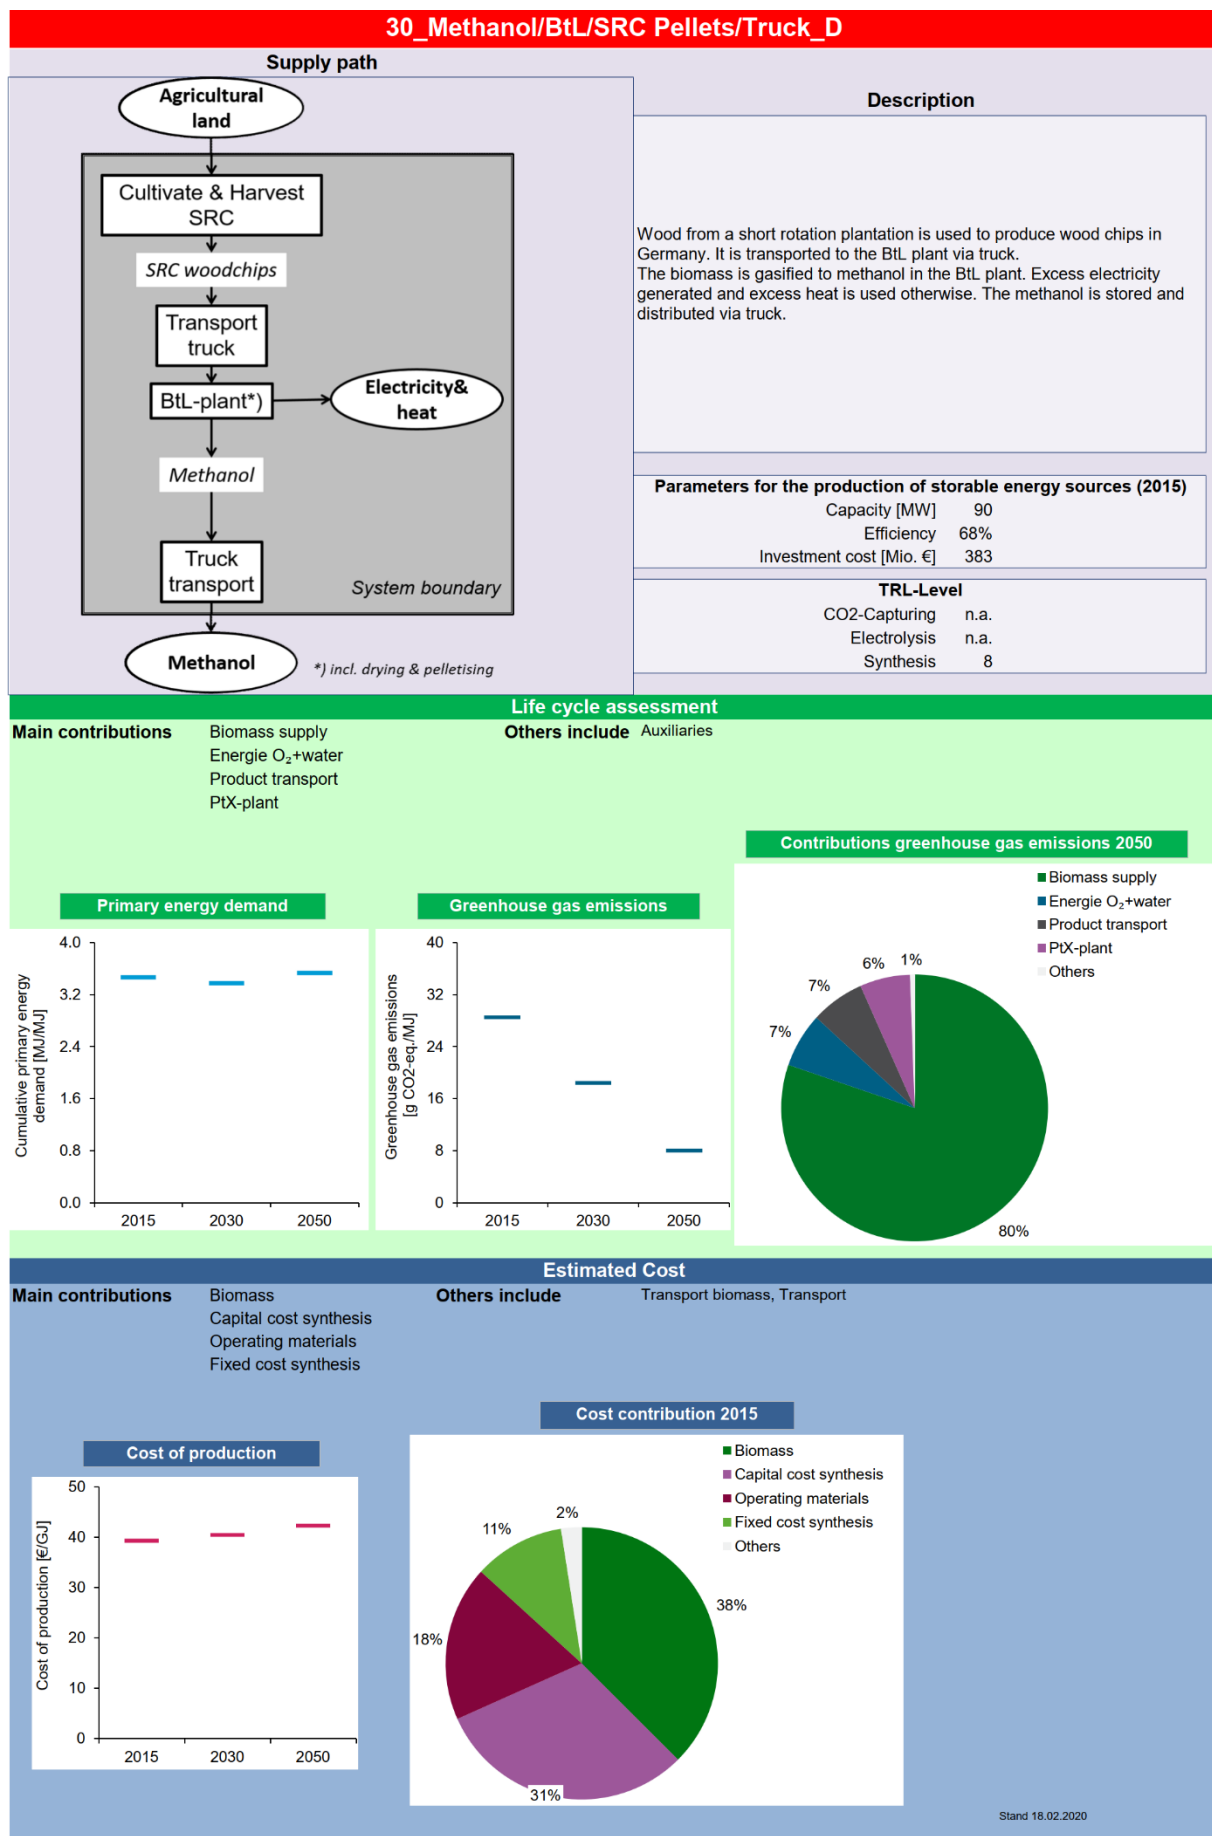 30_Methanol/BtL/SRC Pellets/Truck_D
Supply path
Agricultural
land
Cultivate & Harvest
SRC
SRC woodchips
Transport
truck
BtL-plant*)
Electricity&
heat
Methanol
Truck
transport
System boundary
Methanol
*) incl. drying & pelletising
Description
Wood from a short rotation plantation is used to produce wood chips in
Germany. It is transported to the BtL plant via truck.
The biomass is gasified to methanol in the BtL plant. Excess electricity
generated and excess heat is used otherwise. The methanol is stored and
distributed via truck.
Parameters for the production of storable energy sources (2015)
Capacity [MW] 90
Efficiency 68%
Investment cost [Mio. €] 383
TRL-Level
CO2-Capturing n.a.
Electrolysis n.a.
Synthesis 8
Life cycle assessment
Main contributions
Biomass supply
Energie O₂+water
Product transport
PtX-plant
Others include Auxiliaries
Primary energy demand
Cumulative primary energy
demand [MJ/MJ]
4.0
3.2
2.4
1.6
0.8
0.0
2015 2030 2050
Greenhouse gas emissions
Greenhouse gas emissions
[g CO2-eq./MJ]
40
32
24
16
8
0
2015 2030 2050
Contributions greenhouse gas emissions 2050
Biomass supply
Energie O₂+water
Product transport
PtX-plant
Others
1%
6%
7%
7%
80%
Estimated Cost
Main contributions
Biomass
Capital cost synthesis
Operating materials
Fixed cost synthesis
Others include Transport biomass, Transport
Cost of production
Cost of production [€/GJ]
50
40
30
20
10
0
2015 2030 2050
Cost contribution 2015
Biomass
Capital cost synthesis
Operating materials
Fixed cost synthesis
Others
2%
11%
38%
18%
31%
Stand 18.02.2020